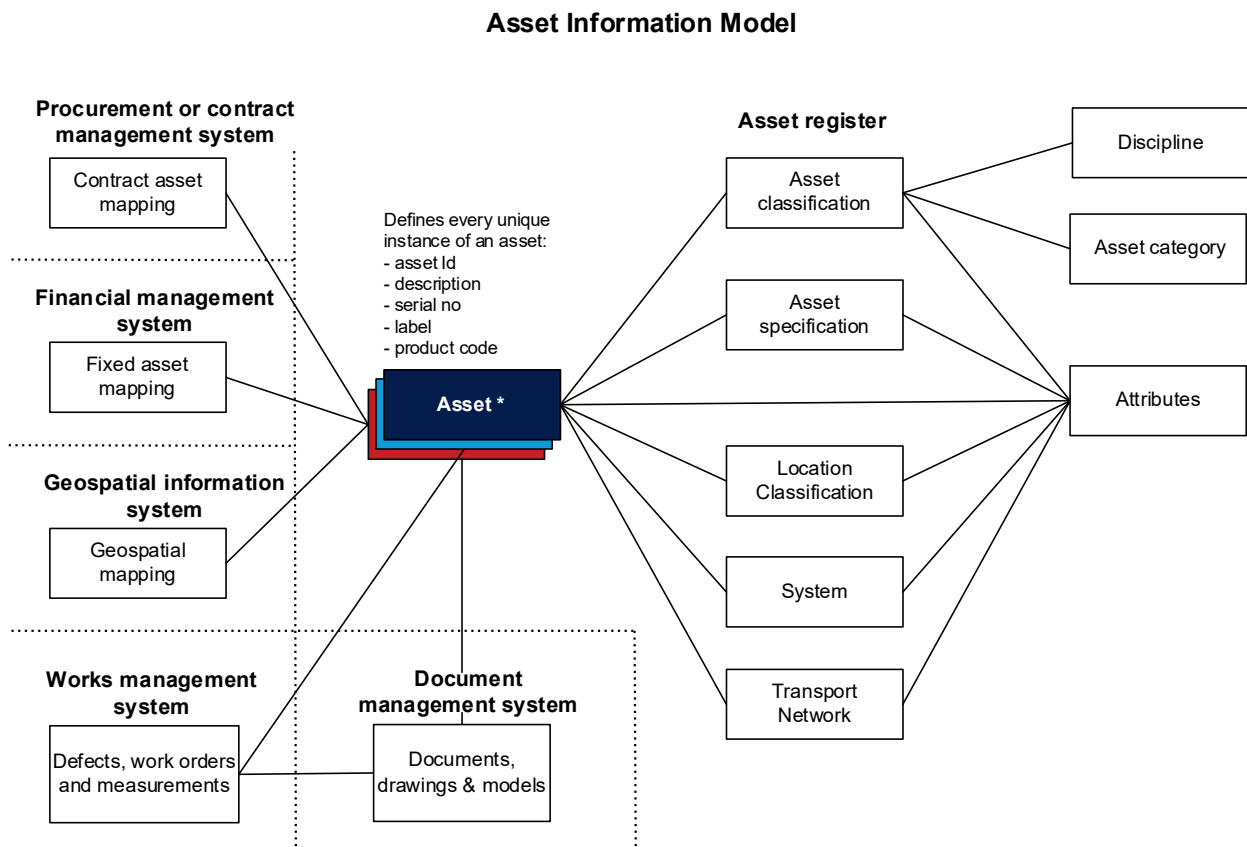 Asset Information Model
Procurement or contract
management system
Contract asset
mapping
Financial management
system
Fixed asset
mapping
Geospatial information
system
Geospatial
mapping
Works management
system
Defects, work orders
and measurements
Document
management system
Documents,
drawings & models
Defines every unique
instance of an asset:
- asset Id
- description
- serial no
- label
- product code
Asset *
Asset register
Asset
classification
Asset
specification
Location
Classification
System
Transport
Network
Discipline
Asset category
Attributes